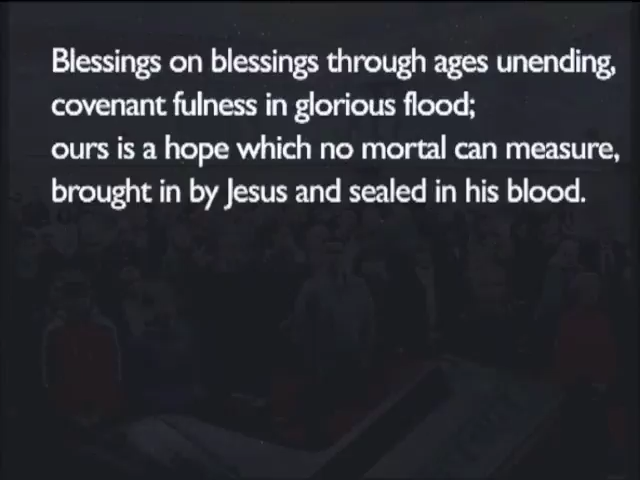 Blessings on blessings through ages unending,
covenant fulness in glorious flood;
ours is a hope which no mortal can measure,
brought in by Jesus and sealed in his blood.